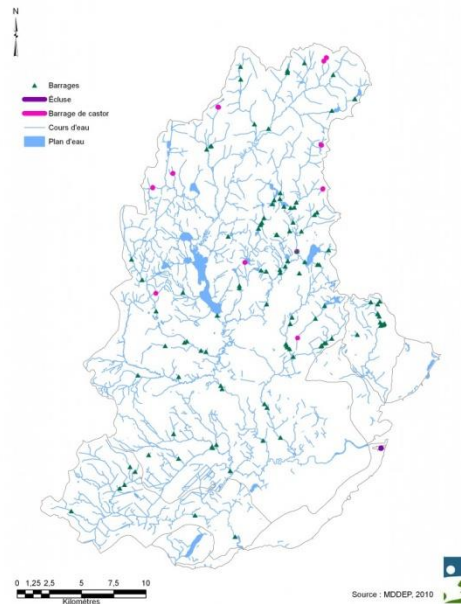 N
Barrages
Écluse
Barrage de castor
Cours d'eau
Plan d'eau
0 1,25 2,5 5 7,5 10
Kilomètres
Source : MDDEP, 2010